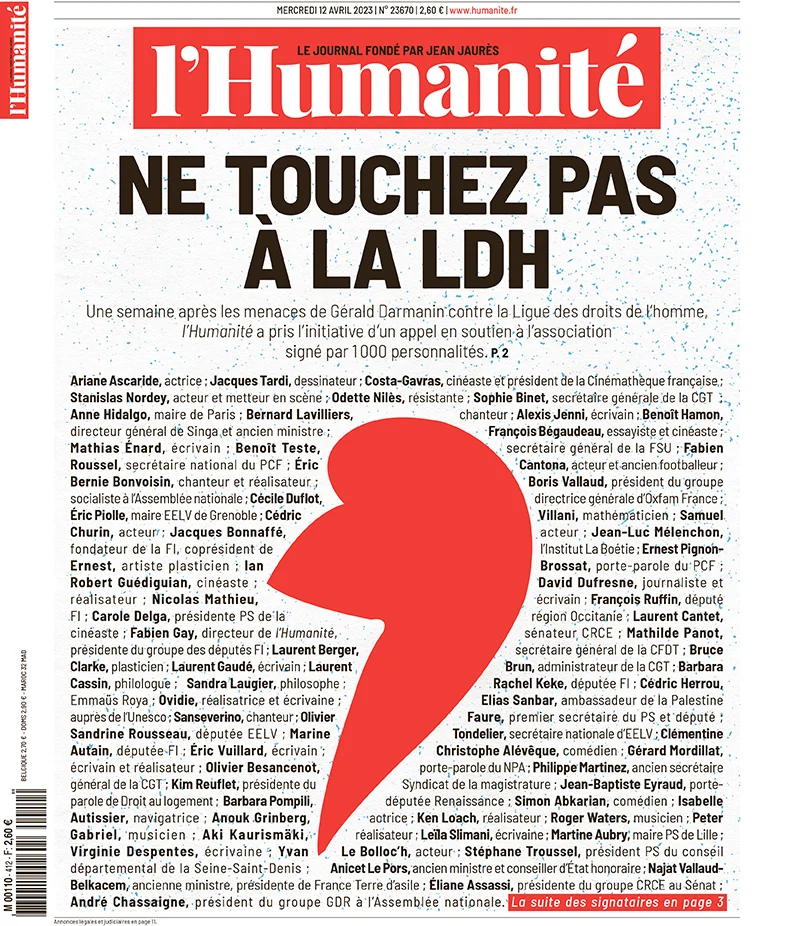 MERCREDI 12 AVRIL 2023 | N° 23670 | 2,60 € | www.humanite.fr
LE JOURNAL FONDÉ PAR JEAN JAURÈS
l'Humanité
l'Humanité
NE TOUCHEZ PAS
À LA LDH
Une semaine après les menaces de Gérald Darmanin contre la Ligue des droits de l'homme,
l'Humanité a pris l'initiative d'un appel en soutien à l'association
signé par 1 000 personnalités. P. 2
Ariane Ascaride, actrice ; Jacques Tardi, dessinateur ; Costa-Gavras, cinéaste et président de la Cinémathèque française ;
Stanislas Nordey, acteur et metteur en scène ; Odette Nilès, résistante ; Sophie Binet, secrétaire générale de la CGT ;
Anne Hidalgo, maire de Paris ; Bernard Lavilliers, chanteur ; Alexis Jenni, écrivain ; Benoît Hamon,
directeur général de Singa et ancien ministre ; François Bégaudeau, essayiste et cinéaste ;
Mathias Énard, écrivain ; Benoît Teste, secrétaire général de la FSU ; Fabien
Roussel, secrétaire national du PCF ; Éric Cantona, acteur et ancien footballeur ;
Bernie Bonvoisin, chanteur et réalisateur ; Boris Vallaud, président du groupe
socialiste à l'Assemblée nationale ; Cécile Duflot, directrice générale d'Oxfam France ;
Éric Piolle, maire EELV de Grenoble ; Cédric Villani, mathématicien ; Samuel
Churin, acteur ; Jacques Bonnaffé, acteur ; Jean-Luc Mélenchon,
fondateur de la FI, coprésident de l'Institut La Boétie ; Ernest Pignon-
Ernest, artiste plasticien ; Ian Brossat, porte-parole du PCF ;
Robert Guédiguian, cinéaste ; David Dufresne, journaliste et
réalisateur ; Nicolas Mathieu, écrivain ; François Ruffin, député
FI ; Carole Delga, présidente PS de la région Occitanie ; Laurent Cantet,
cinéaste ; Fabien Gay, directeur de l'Humanité, sénateur CRCE ; Mathilde Panot,
présidente du groupe des députés FI ; Laurent Berger, secrétaire général de la CFDT ; Bruce
Clarke, plasticien ; Laurent Gaudé, écrivain ; Laurent Brun, administrateur de la CGT ; Barbara
Cassin, philologue ; Sandra Laugier, philosophe ; Rachel Keke, députée FI ; Cédric Herrou,
Emmaüs Roya ; Ovidie, réalisatrice et écrivaine ; Elias Sanbar, ambassadeur de la Palestine
auprès de l'Unesco ; Sanseverino, chanteur ; Olivier Faure, premier secrétaire du PS et député ;
Sandrine Rousseau, députée EELV ; Marine Tondelier, secrétaire nationale d'EELV ; Clémentine
Autain, députée FI ; Éric Vuillard, écrivain ; Christophe Alévêque, comédien ; Gérard Mordillat,
écrivain et réalisateur ; Olivier Besancenot, porte-parole du NPA ; Philippe Martinez, ancien secrétaire
général de la CGT ; Kim Reuflet, présidente du Syndicat de la magistrature ; Jean-Baptiste Eyraud, porte-
parole de Droit au logement ; Barbara Pompili, députée Renaissance ; Simon Abkarian, comédien ; Isabelle
Autissier, navigatrice ; Anouk Grinberg, actrice ; Ken Loach, réalisateur ; Roger Waters, musicien ; Peter
Gabriel, musicien ; Aki Kaurismäki, réalisateur ; Leïla Slimani, écrivaine ; Martine Aubry, maire PS de Lille ;
Virginie Despentes, écrivaine ; Yvan Le Bolloc'h, acteur ; Stéphane Troussel, président PS du conseil
départemental de la Seine-Saint-Denis ; Anicet Le Pors, ancien ministre et conseiller d'État honoraire ; Najat Vallaud-
Belkacem, ancienne ministre, présidente de France Terre d'asile ; Éliane Assassi, présidente du groupe CRCE au Sénat ;
André Chassaigne, président du groupe GDR à l'Assemblée nationale. La suite des signataires en page 3
Annonces légales et judiciaires en page 11.
BELGIQUE 2,70 € - DOMS 2,90 € - MAROC 32 MAD
M 00110 - 412 - F: 2,60 €